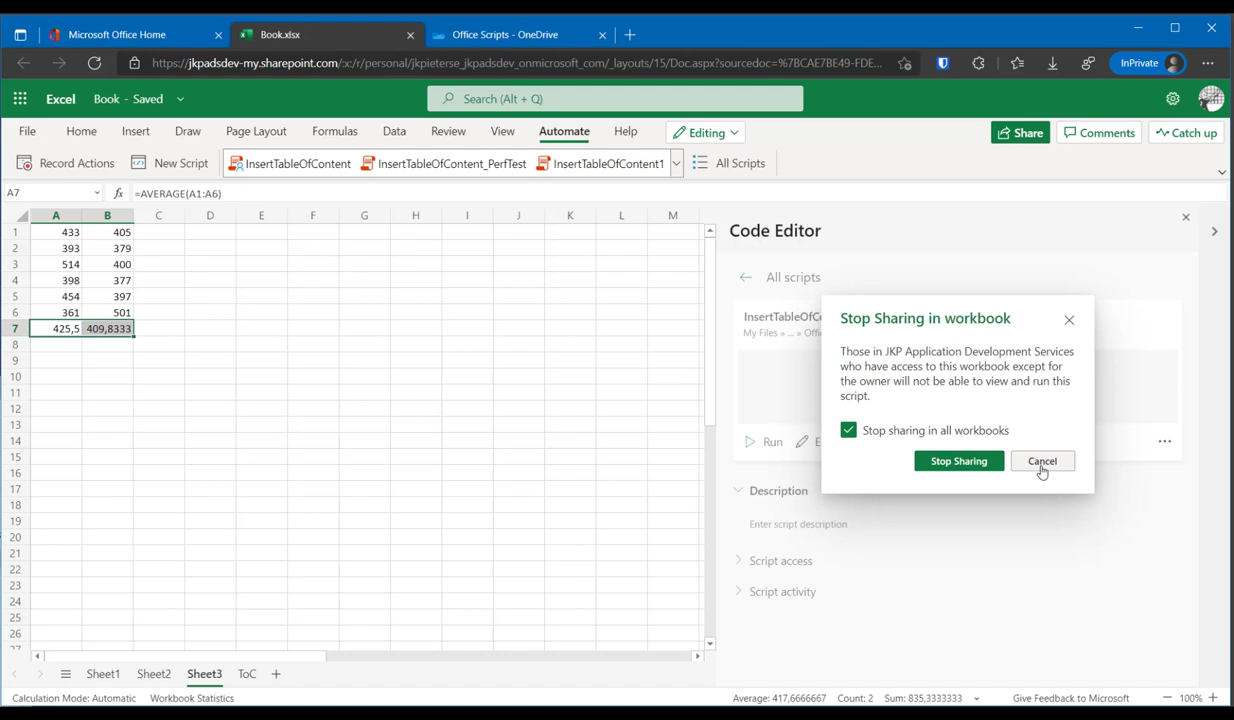 Microsoft Office Home
Book.xlsx
Office Scripts - OneDrive
https://jkpadsdev-my.sharepoint.com/:x:/r/personal/jkpieterse_jkpadsdev_onmicrosoft_com/_layouts/15/Doc.aspx?sourcedoc=%7BCAE7BE49-FDE...
InPrivate
Excel Book - Saved
Search (Alt + Q)
File Home Insert Draw Page Layout Formulas Data Review View Automate Help Editing Share Comments Catch up
Record Actions New Script InsertTableOfContent InsertTableOfContent_PerfTest InsertTableOfContent1 All Scripts
A7 fx =AVERAGE(A1:A6)
A B C D E F G H I J K L M
1 433 405
2 393 379
3 514 400
4 398 377
5 454 397
6 361 501
7 425,5 409,8333
8
9
10
11
12
13
14
15
16
17
18
19
20
21
22
23
24
25
26
27
Code Editor
All scripts
InsertTableOfCo
My Files » ... » Offi
Run E
Description
Enter script description
Script access
Script activity
Stop Sharing in workbook
Those in JKP Application Development Services
who have access to this workbook except for
the owner will not be able to view and run this
script.
Stop sharing in all workbooks
Stop Sharing Cancel
Sheet1 Sheet2 Sheet3 ToC
Calculation Mode: Automatic Workbook Statistics Average: 417,6666667 Count: 2 Sum: 835,3333333 Give Feedback to Microsoft 100%